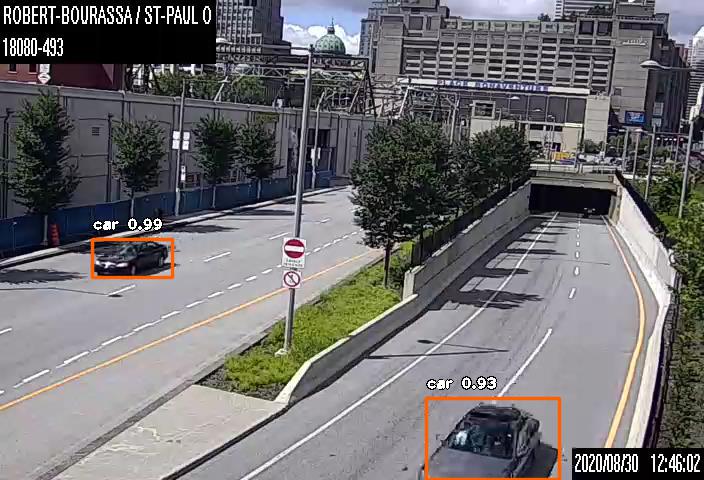 ROBERT-BOURASSA / ST-PAUL O
18080-493
PLACE BONAVENTURE
car 0.99
car 0.93
2020/08/30 12:46:02